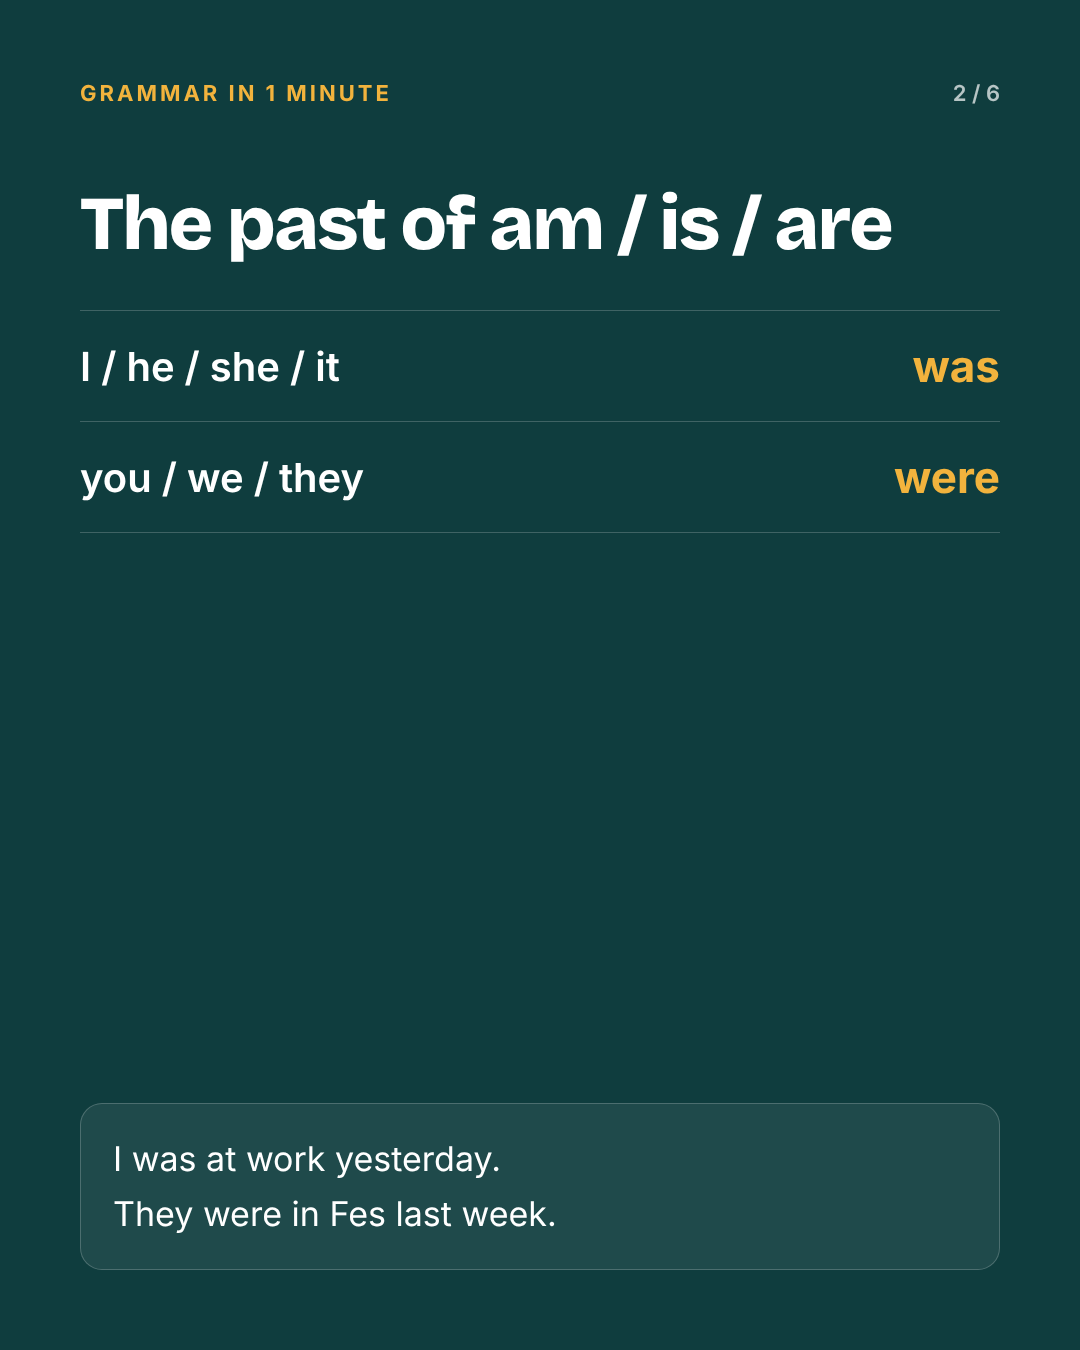 GRAMMAR IN 1 MINUTE
2 / 6
The past of am / is / are
I / he / she / it
was
you / we / they
were
I was at work yesterday.
They were in Fes last week.